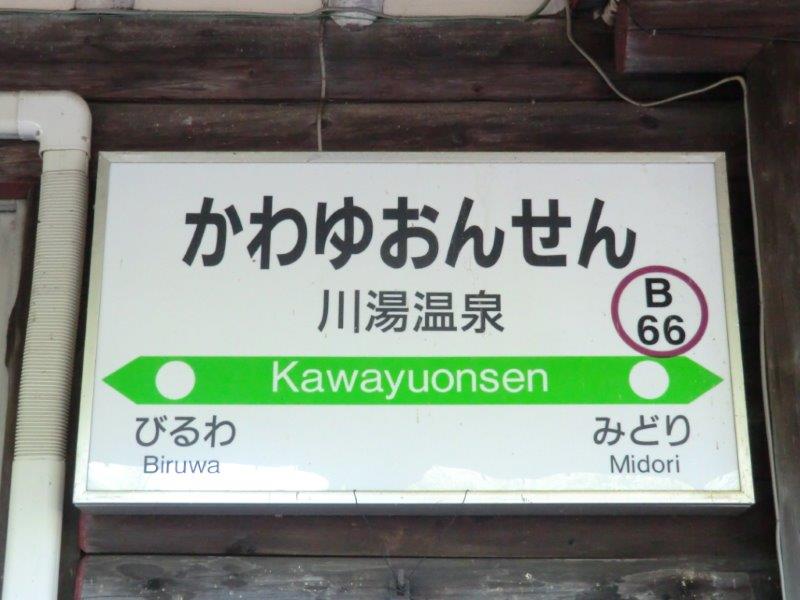 かわゆおんせん
川湯温泉
B
66
Kawayuonsen
びるわ
みどり
Biruwa
Midori